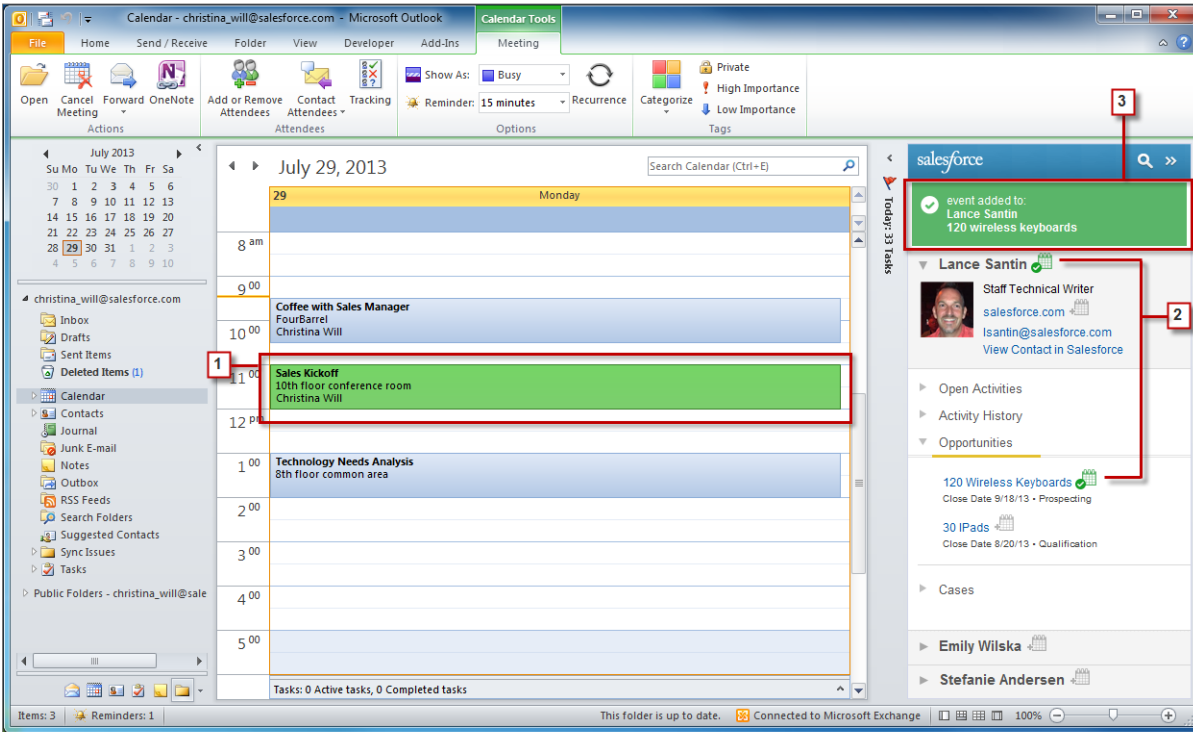 Calendar - christina_will@salesforce.com - Microsoft Outlook
Calendar Tools
File Home Send / Receive Folder View Developer Add-Ins Meeting
Open
Cancel Meeting
Forward
OneNote
Actions
Add or Remove Attendees
Contact Attendees
Tracking
Attendees
Show As: Busy
Reminder: 15 minutes
Recurrence
Options
Categorize
Private
High Importance
Low Importance
Tags
July 2013
Su Mo Tu We Th Fr Sa
30 1 2 3 4 5 6
7 8 9 10 11 12 13
14 15 16 17 18 19 20
21 22 23 24 25 26 27
28 29 30 31 1 2 3
4 5 6 7 8 9 10
christina_will@salesforce.com
Inbox
Drafts
Sent Items
Deleted Items (1)
Calendar
Contacts
Journal
Junk E-mail
Notes
Outbox
RSS Feeds
Search Folders
Suggested Contacts
Sync Issues
Tasks
Public Folders - christina_will@sale
July 29, 2013
Search Calendar (Ctrl+E)
29 Monday
8 am
9 00
Coffee with Sales Manager
FourBarrel
10 00
Christina Will
1
11 00
Sales Kickoff
10th floor conference room
Christina Will
12 pm
1 00
Technology Needs Analysis
8th floor common area
2 00
3 00
4 00
5 00
Tasks: 0 Active tasks, 0 Completed tasks
Today: 33 Tasks
3
salesforce
event added to:
Lance Santin
120 wireless keyboards
Lance Santin
Staff Technical Writer
salesforce.com
lsantin@salesforce.com
View Contact in Salesforce
2
Open Activities
Activity History
Opportunities
120 Wireless Keyboards
Close Date 9/18/13 • Prospecting
30 IPads
Close Date 8/20/13 • Qualification
Cases
Emily Wilska
Stefanie Andersen
Items: 3
Reminders: 1
This folder is up to date.
Connected to Microsoft Exchange
100%